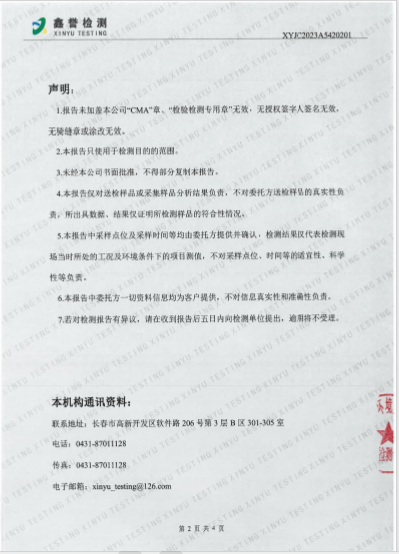 鑫誉检测
XINYU TESTING
XYJC2023A5420201
声明：
1.报告未加盖本公司“CMA”章、“检验检测专用章”无效，无授权签字人签名无效，
无骑缝章或涂改无效。
2.本报告只使用于检测目的的范围。
3.未经本公司书面批准，不得部分复制本报告。
4.本报告仅对送检样品或采集样品分析结果负责，不对委托方送检样品的真实性负
责，所出具数据、结果仅证明所检测样品的符合性情况。
5.本报告中采样点位及采样时间等均由委托方提供并确认，检测结果仅代表检测现
场当时所处的工况及环境条件下的项目测值，不对采样点位、时间等的适宜性、科学
性等负责。
6.本报告中委托方一切资料信息均为客户提供，不对信息真实性和准确性负责。
7.若对检测报告有异议，请在收到报告后五日内向检测单位提出，逾期将不受理。
本机构通讯资料：
联系地址：长春市高新开发区软件路 206 号第 3 层 B 区 301-305 室
电话：0431-87011128
传真：0431-87011128
电子邮箱：xinyu_testing@126.com
环境
检测
第 2 页 共 4 页